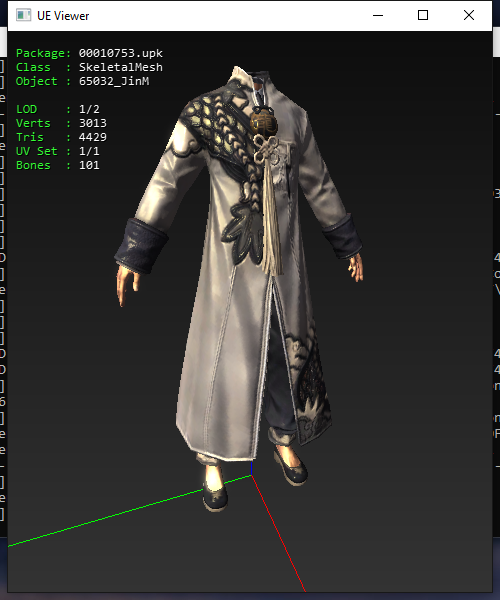 UE Viewer
Package: 00010753.upk
Class : SkeletalMesh
Object : 65032_JinM
LOD : 1/2
Verts : 3013
Tris : 4429
UV Set : 1/1
Bones : 101